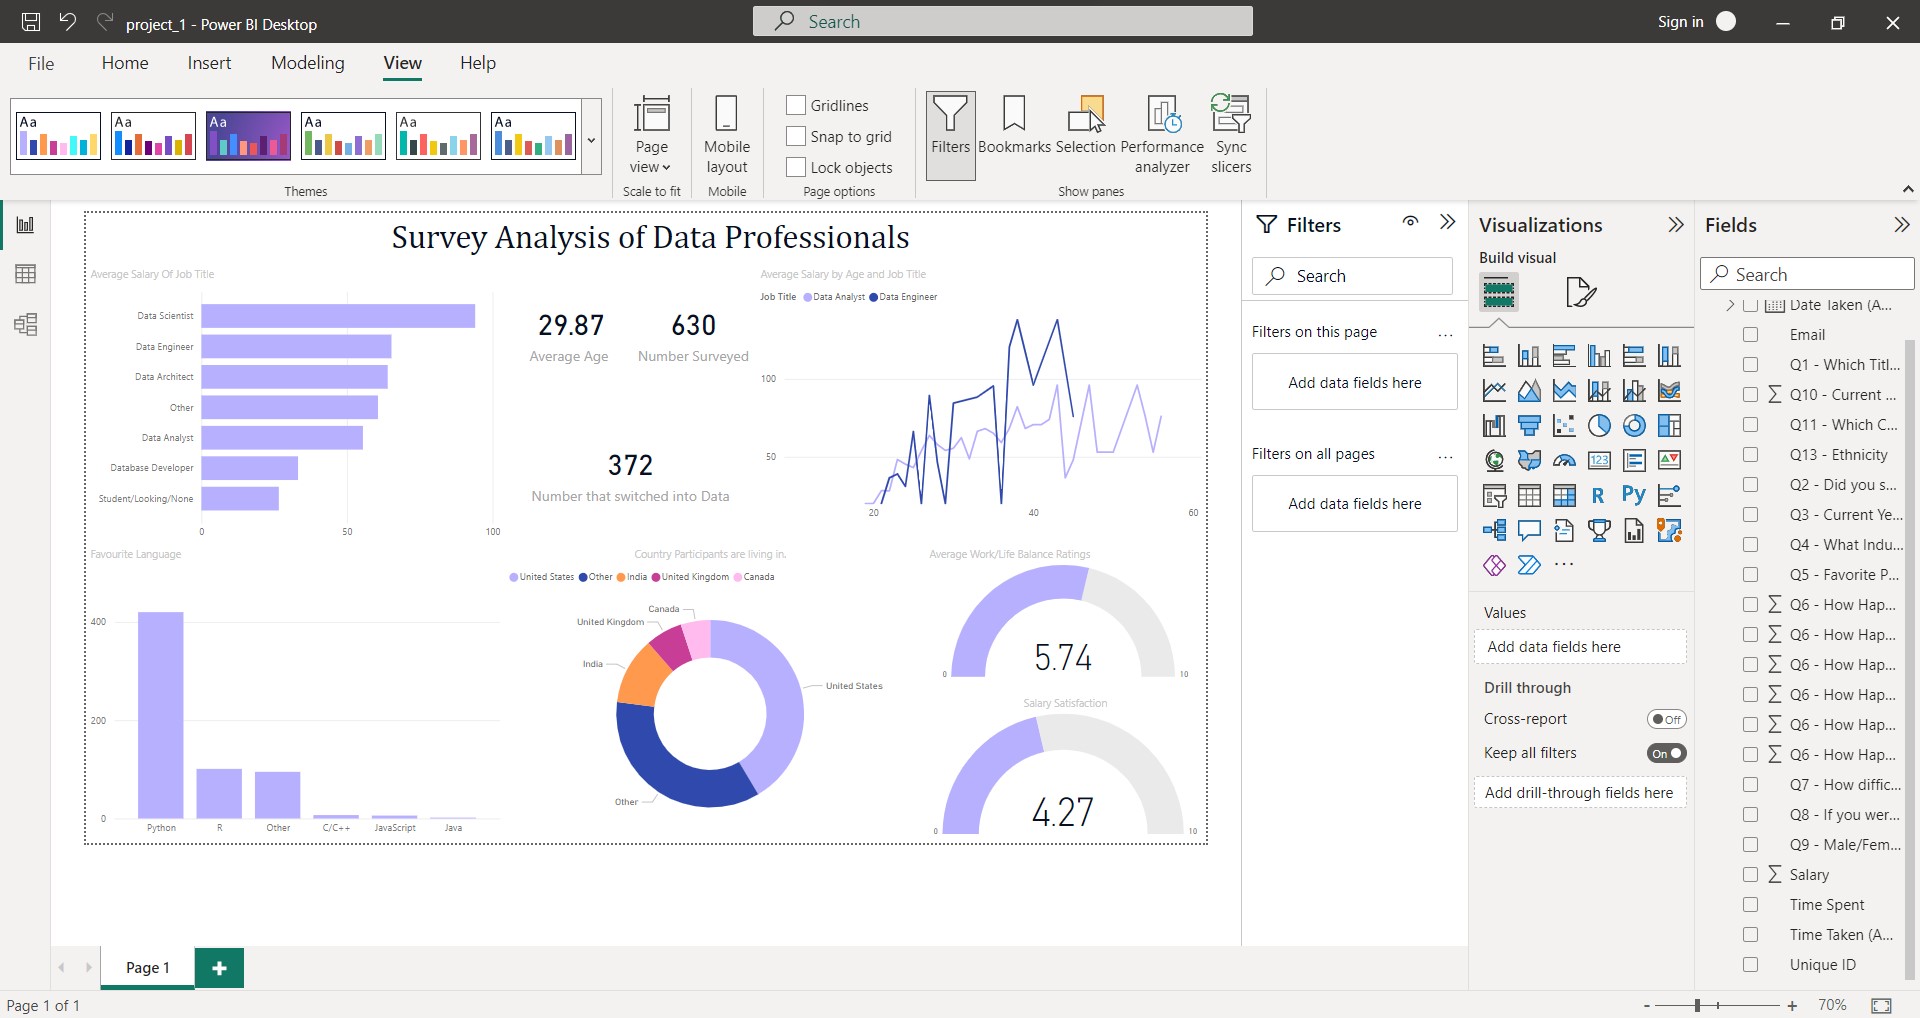 project_1 - Power BI Desktop
Search
Sign in
File
Home
Insert
Modeling
View
Help
Aa
Aa
Aa
Aa
Aa
Aa
Themes
Page view
Scale to fit
Mobile layout
Mobile
Gridlines
Snap to grid
Lock objects
Page options
Filters
Bookmarks
Selection
Performance analyzer
Sync slicers
Show panes
Survey Analysis of Data Professionals
Average Salary Of Job Title
Data Scientist
Data Engineer
Data Architect
Other
Data Analyst
Database Developer
Student/Looking/None
0
50
100
29.87
Average Age
630
Number Surveyed
372
Number that switched into Data
Average Salary by Age and Job Title
Job Title
Data Analyst
Data Engineer
100
50
20
40
60
Favourite Language
400
200
0
Python
R
Other
C/C++
JavaScript
Java
Country Participants are living in.
United States
Other
India
United Kingdom
Canada
Canada
United Kingdom
India
United States
Other
Average Work/Life Balance Ratings
5.74
0
10
Salary Satisfaction
4.27
0
10
Filters
Search
Filters on this page
...
Add data fields here
Filters on all pages
...
Add data fields here
Visualizations
Build visual
123
R
Py
...
Values
Add data fields here
Drill through
Cross-report
Off
Keep all filters
On
Add drill-through fields here
Fields
Search
Date Taken (A...
Email
Q1 - Which Titl...
Q10 - Current ...
Q11 - Which C...
Q13 - Ethnicity
Q2 - Did you s...
Q3 - Current Ye...
Q4 - What Indu...
Q5 - Favorite P...
Q6 - How Hap...
Q6 - How Hap...
Q6 - How Hap...
Q6 - How Hap...
Q6 - How Hap...
Q6 - How Hap...
Q7 - How diffic...
Q8 - If you wer...
Q9 - Male/Fem...
Salary
Time Spent
Time Taken (A...
Unique ID
Page 1
+
Page 1 of 1
- + 70%